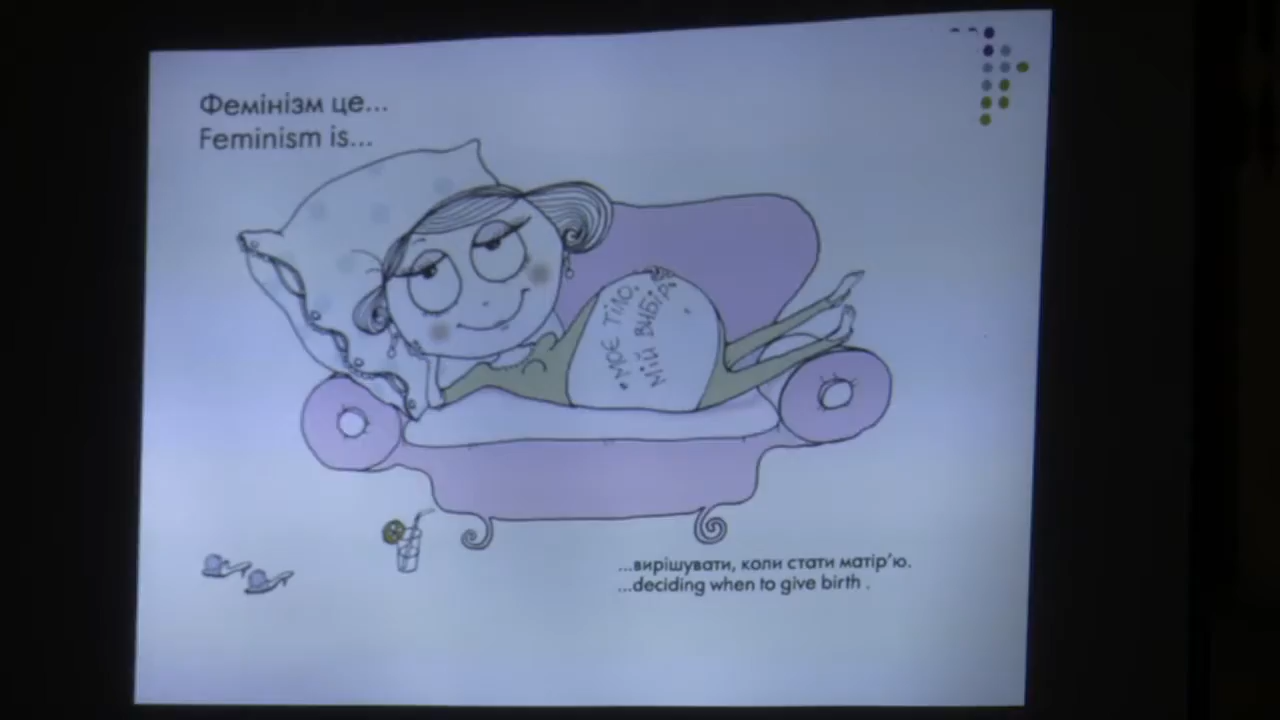 Фемінізм це...
Feminism is...
"МОЄ ТІЛО.
МІЙ ВИБІР."
...вирішувати, коли стати матір'ю.
...deciding when to give birth .